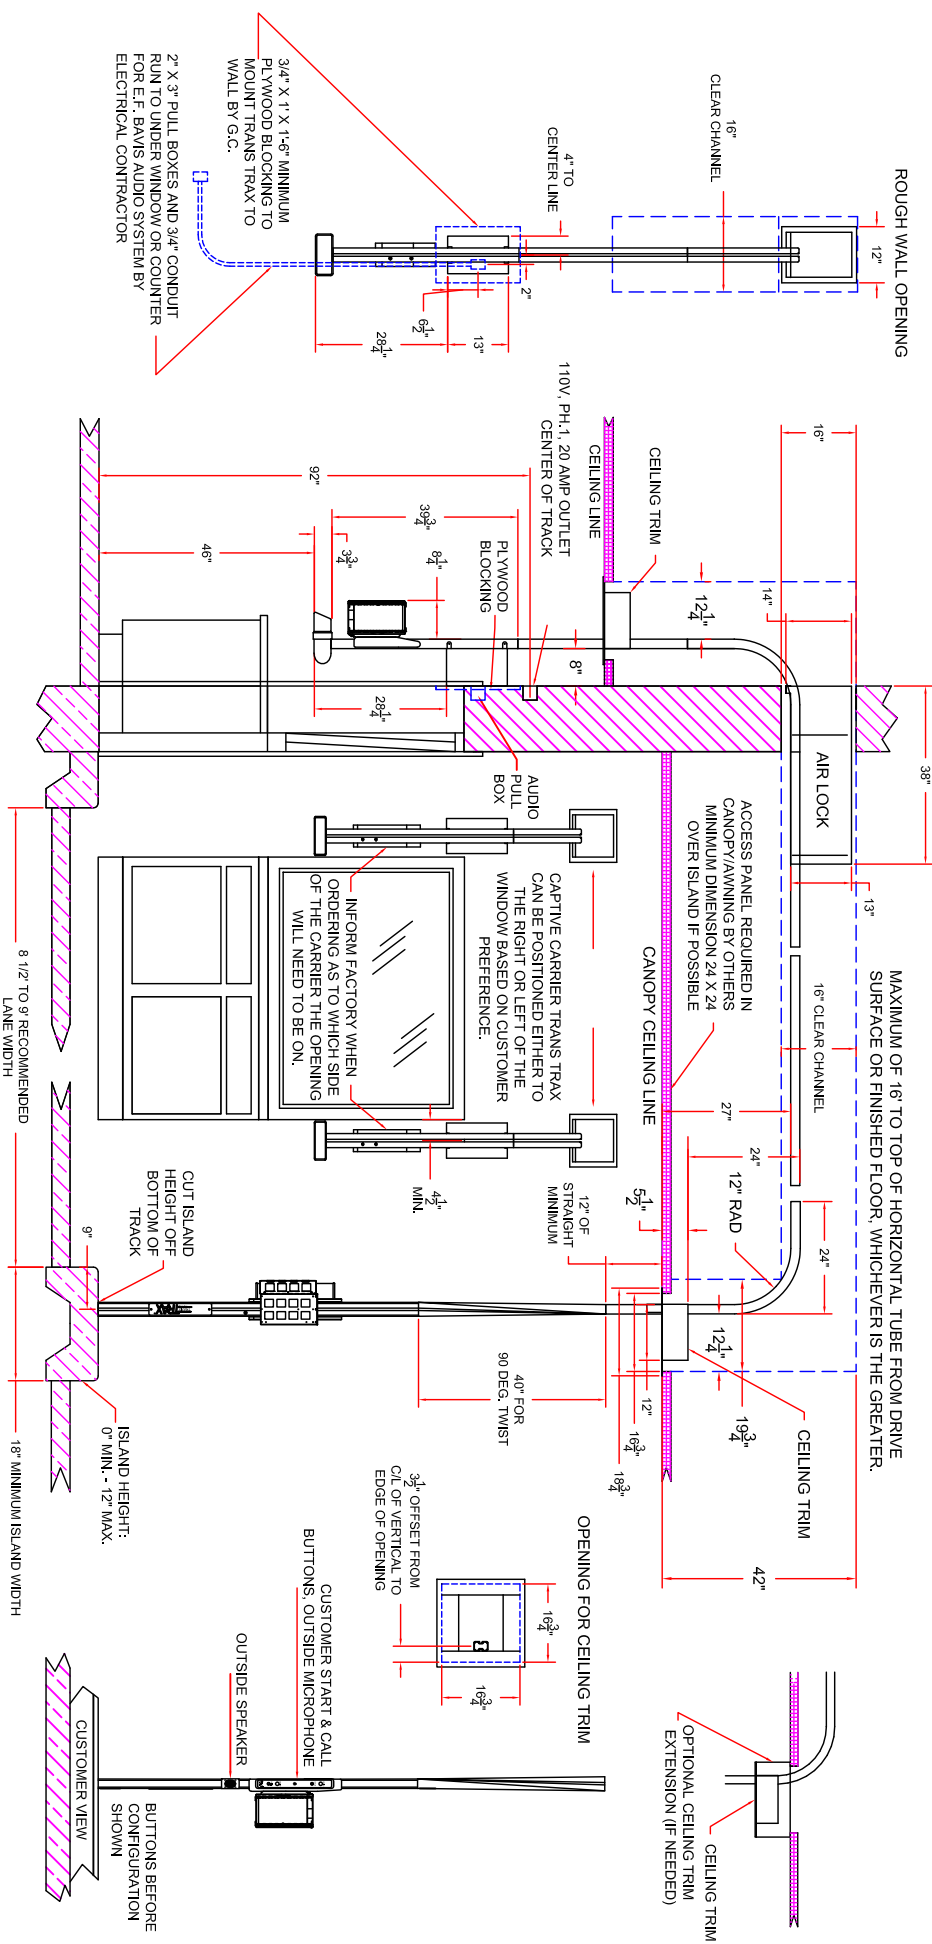 ROUGH WALL OPENING
12"
16"
CLEAR CHANNEL
4" TO
CENTER LINE
2"
13"
6 1/2"
28 1/4"
3/4" X 1' X 1'-6" MINIMUM
PLYWOOD BLOCKING TO
MOUNT TRANS TRAX TO
WALL BY G.C.
2" X 3" PULL BOXES AND 3/4" CONDUIT
RUN TO UNDER WINDOW OR COUNTER
FOR E.F. BAVIS AUDIO SYSTEM BY
ELECTRICAL CONTRACTOR
MAXIMUM OF 16' TO TOP OF HORIZONTAL TUBE FROM DRIVE
SURFACE OR FINISHED FLOOR, WHICHEVER IS THE GREATER.
38"
16"
14"
AIR LOCK
13"
16" CLEAR CHANNEL
24"
12 1/4"
CEILING TRIM
CEILING LINE
110V, PH.1, 20 AMP OUTLET
CENTER OF TRACK
8"
92"
39 3/4"
8 1/4"
3 3/4"
46"
PLYWOOD
BLOCKING
28 1/4"
AUDIO
PULL
BOX
ACCESS PANEL REQUIRED IN
CANOPY/AWNING BY OTHERS
MINIMUM DIMENSION 24 X 24
OVER ISLAND IF POSSIBLE
CANOPY CEILING LINE
27"
24"
12" RAD
5 1/2"
12 1/4"
19 3/4"
CEILING TRIM
42"
12"
16 3/4"
18 3/4"
12" OF
STRAIGHT
MINIMUM
40" FOR
90 DEG. TWIST
CAPTIVE CARRIER TRANS TRAX
CAN BE POSITIONED EITHER TO
THE RIGHT OR LEFT OF THE
WINDOW BASED ON CUSTOMER
PREFERENCE.
INFORM FACTORY WHEN
ORDERING AS TO WHICH SIDE
OF THE CARRIER THE OPENING
WILL NEED TO BE ON.
4 1/2"
MIN.
CUT ISLAND
HEIGHT OFF
BOTTOM OF
TRACK
9"
TRAX
ISLAND HEIGHT:
0" MIN. - 12" MAX.
8 1/2' TO 9' RECOMMENDED
LANE WIDTH
18" MINIMUM ISLAND WIDTH
CEILING TRIM
OPTIONAL CEILING TRIM
EXTENSION (IF NEEDED)
OPENING FOR CEILING TRIM
16 3/4"
16 3/4"
3 1/2" OFFSET FROM
C/L OF VERTICAL TO
EDGE OF OPENING
CUSTOMER START & CALL
BUTTONS, OUTSIDE MICROPHONE
OUTSIDE SPEAKER
BUTTONS BEFORE
CONFIGURATION
SHOWN
CUSTOMER VIEW